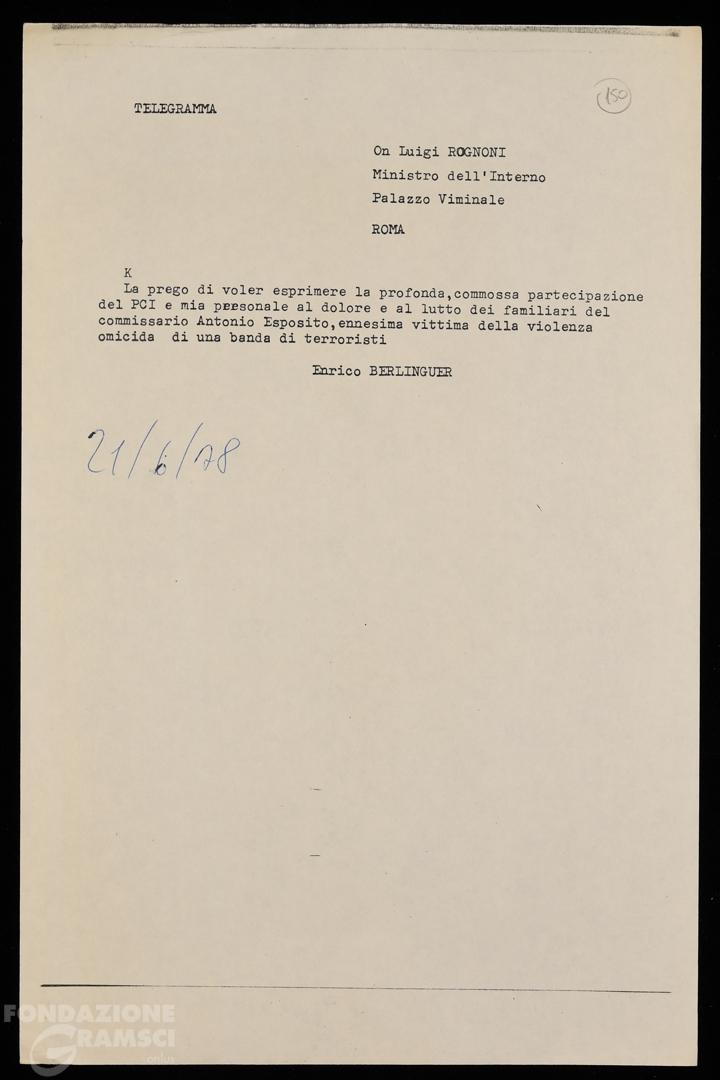 150
TELEGRAMMA
On Luigi ROGNONI
Ministro dell'Interno
Palazzo Viminale
ROMA
K
La prego di voler esprimere la profonda,commossa partecipazione
del PCI e mia personale al dolore e al lutto dei familiari del
commissario Antonio Esposito,ennesima vittima della violenza
omicida di una banda di terroristi
Enrico BERLINGUER
21/6/78
FONDAZIONE
GRAMSCI
onlus